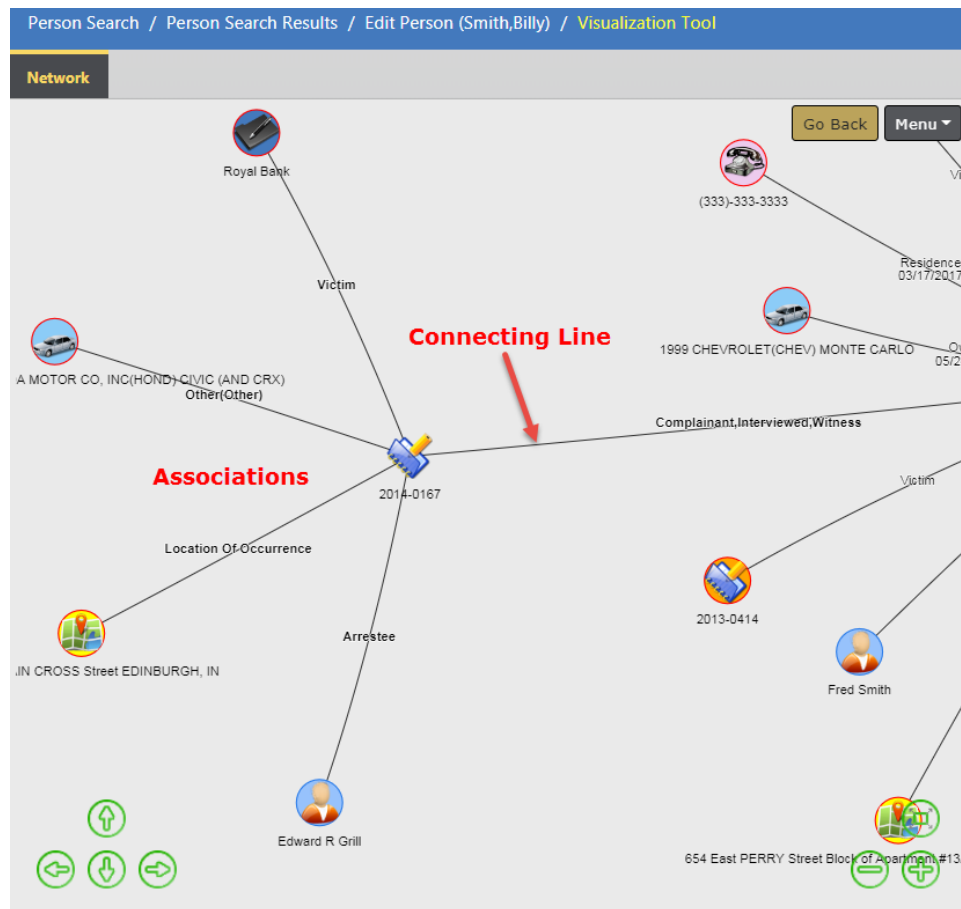 Person Search / Person Search Results / Edit Person (Smith,Billy) / Visualization Tool
Network
Go Back
Menu
Royal Bank
(333)-333-3333
Residence
03/17/2017
Victim
Connecting Line
1999 CHEVROLET(CHEV) MONTE CARLO
05/2
A MOTOR CO, INC(HOND) CIVIC (AND CRX)
Other(Other)
Complainant,Interviewed,Witness
Associations
2014-0167
Victim
Location Of Occurrence
2013-0414
Arrestee
IN CROSS Street EDINBURGH, IN
Fred Smith
Edward R Grill
654 East PERRY Street Block of Apartment #13